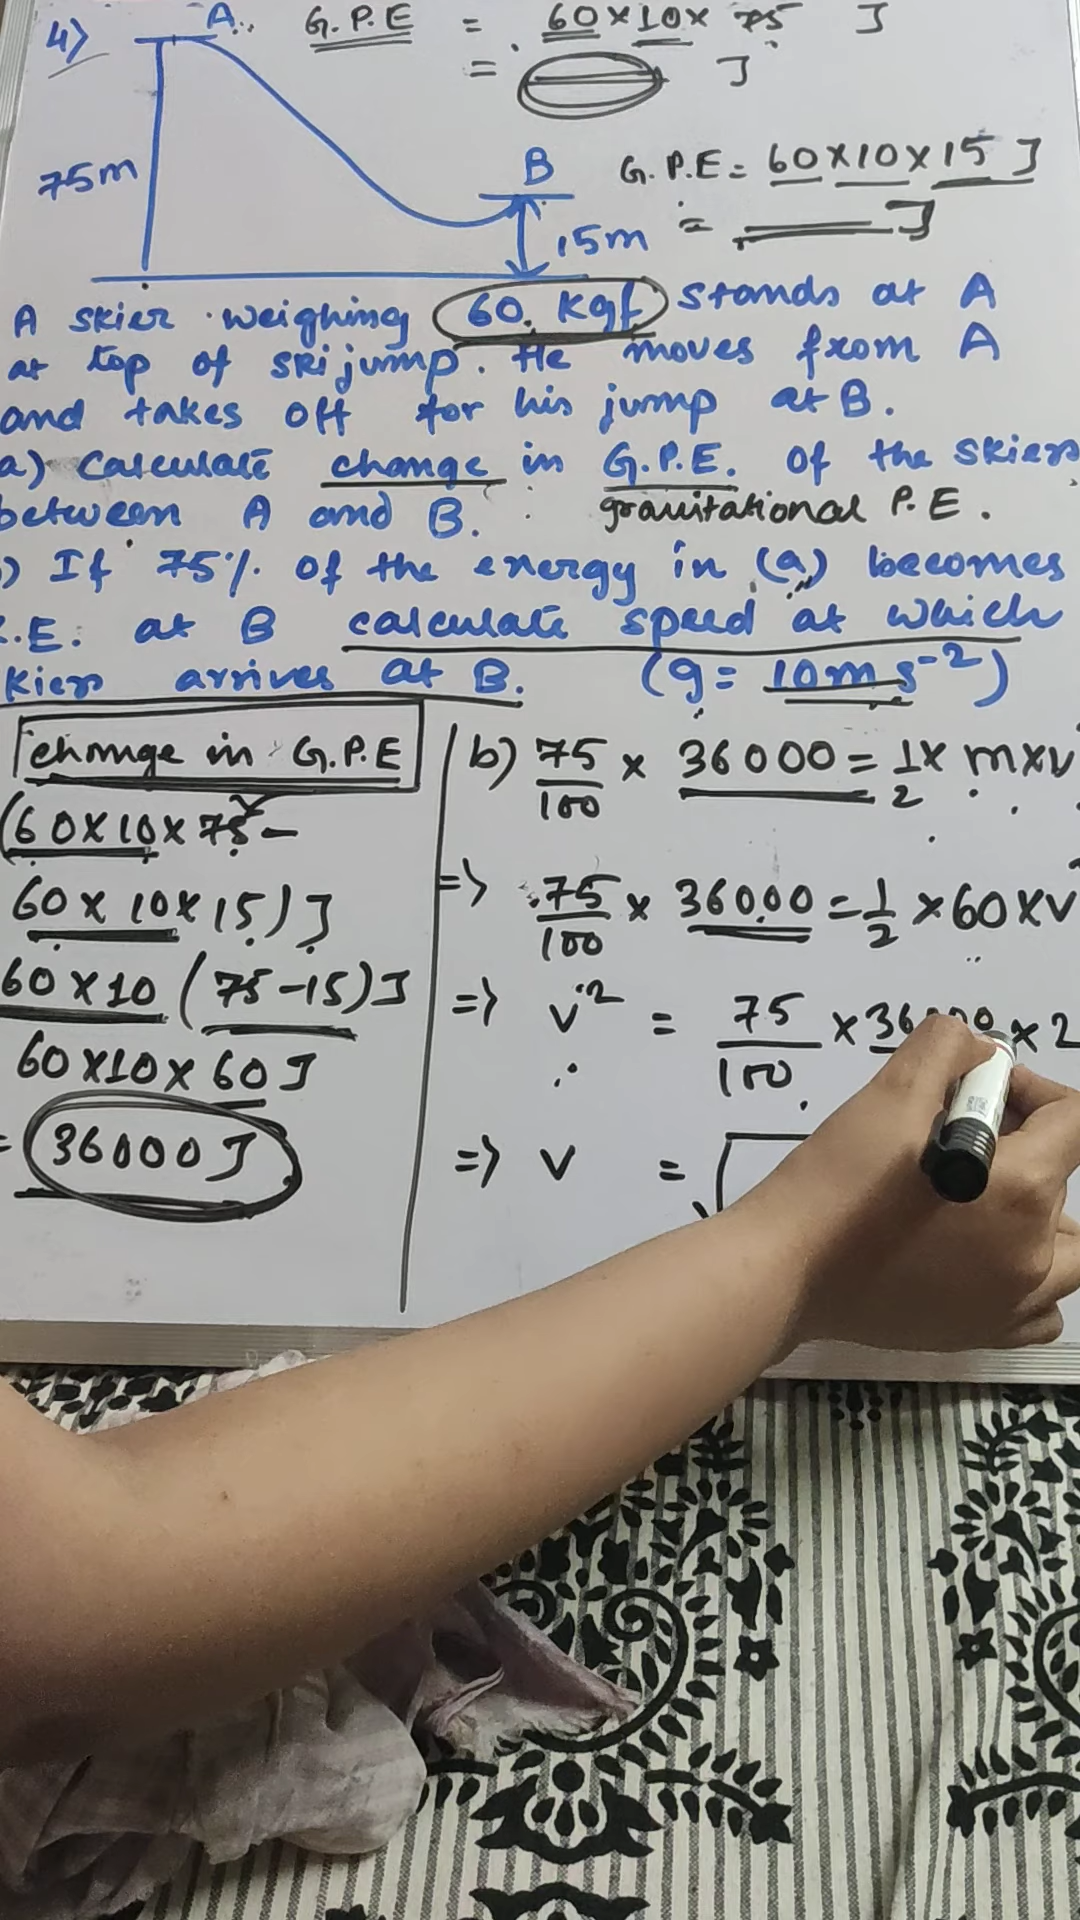 4) A. G.P.E = 60×10×75 J
= J
75m
B G.P.E= 60×10×15 J
= J
15m
A skier weighing 60 kgf stands at A
at top of ski jump. He moves from A
and takes off for his jump at B.
a) Calculate change in G.P.E. of the skier
between A and B. gravitational P.E.
) If 75% of the energy in (a) becomes
.E. at B calculate speed at which
kier arrives at B. (g= 10ms⁻²)
change in G.P.E
(60×10×75 –
60×10×15) J
60×10 (75-15) J
60×10×60 J
= 36000 J
b) 75/100 × 36000 = 1/2 × m×v
=> 75/100 × 36000 = 1/2 ×60×v
=> v² = 75/100 × 36000 × 2
=> v = √